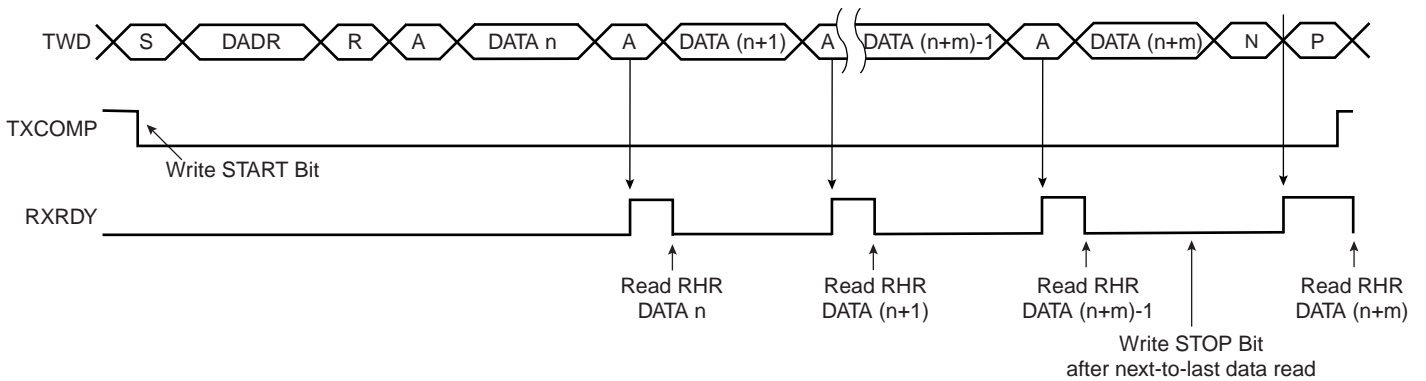 TWD S DADR R A DATA n A DATA (n+1) A DATA (n+m)-1 A DATA (n+m) N P
TXCOMP
Write START Bit
RXRDY
Read RHR
DATA n
Read RHR
DATA (n+1)
Read RHR
DATA (n+m)-1
Read RHR
DATA (n+m)
Write STOP Bit
after next-to-last data read